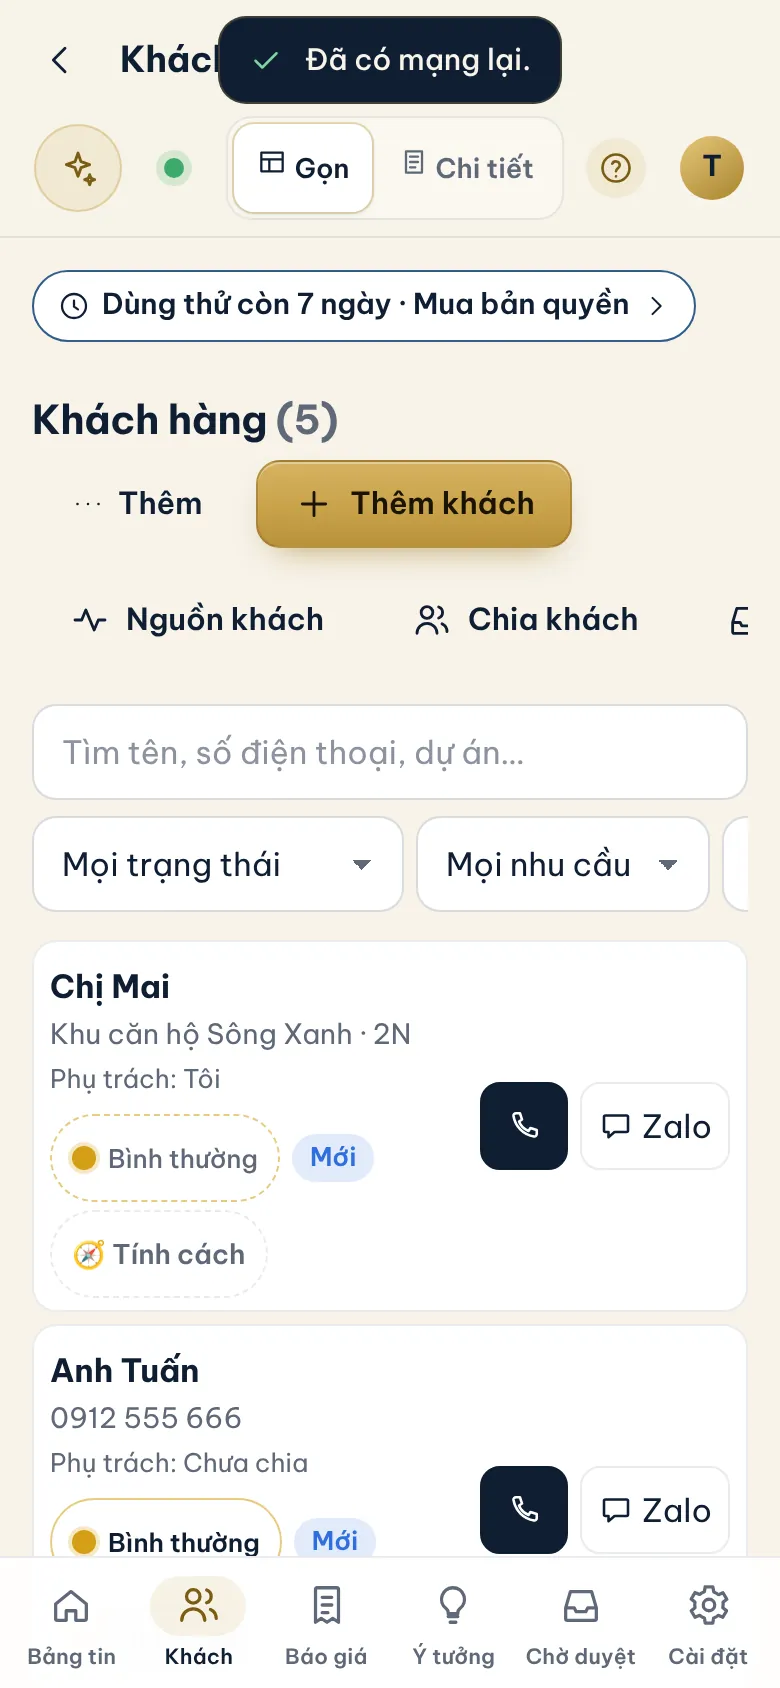 Khác
Đã có mạng lại.
Gọn
Chi tiết
T
Dùng thử còn 7 ngày · Mua bản quyền
Khách hàng (5)
··· Thêm
Thêm khách
Nguồn khách
Chia khách
Tìm tên, số điện thoại, dự án...
Mọi trạng thái
Mọi nhu cầu
Chị Mai
Khu căn hộ Sông Xanh · 2N
Phụ trách: Tôi
Bình thường
Mới
Zalo
Tính cách
Anh Tuấn
0912 555 666
Phụ trách: Chưa chia
Bình thường
Mới
Zalo
Bảng tin
Khách
Báo giá
Ý tưởng
Chờ duyệt
Cài đặt